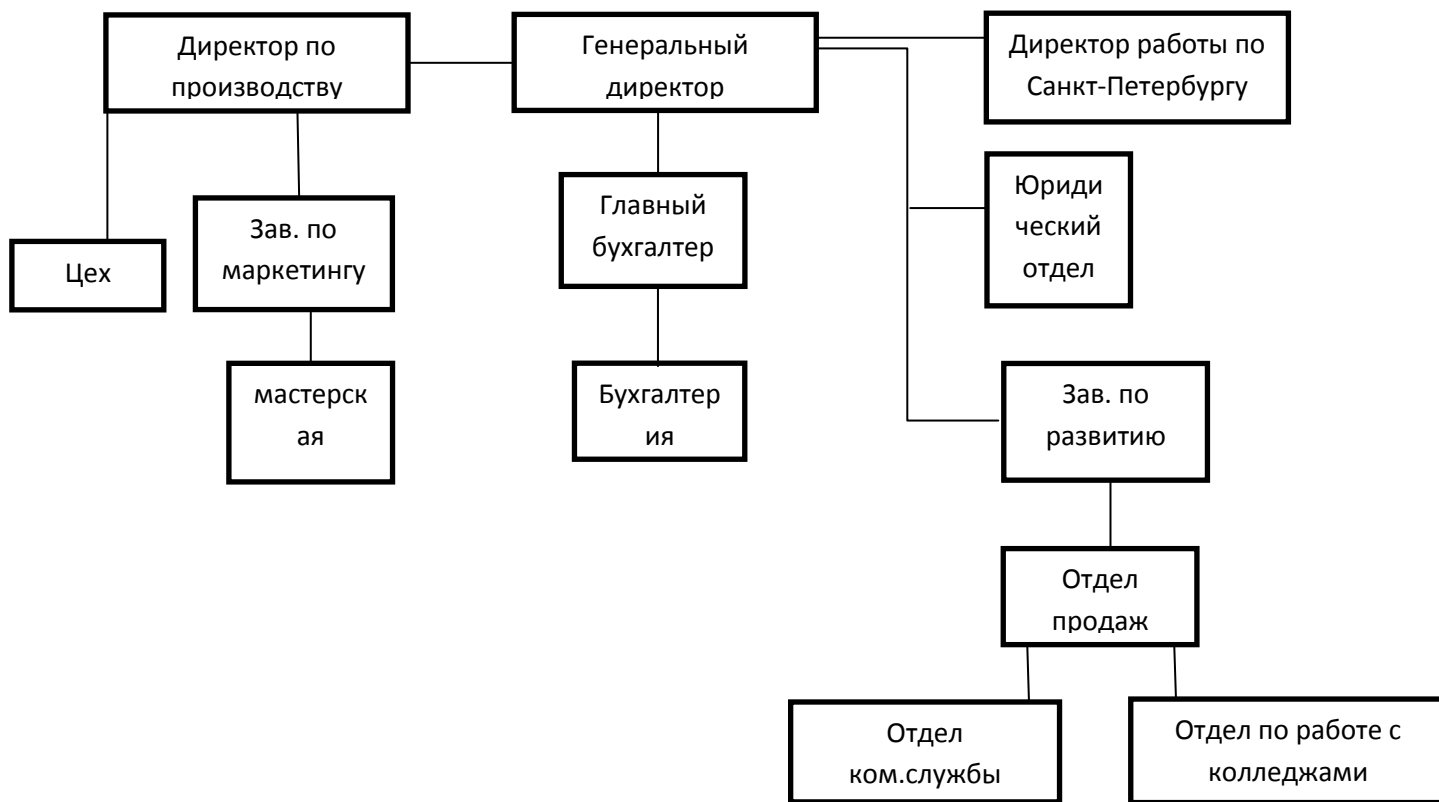 Директор по
производству
Генеральный
директор
Директор работы по
Санкт-Петербургу
Цех
Зав. по
маркетингу
Главный
бухгалтер
Юриди
ческий
отдел
мастерск
ая
Бухгалтер
ия
Зав. по
развитию
Отдел
продаж
Отдел
ком.службы
Отдел по работе с
колледжами